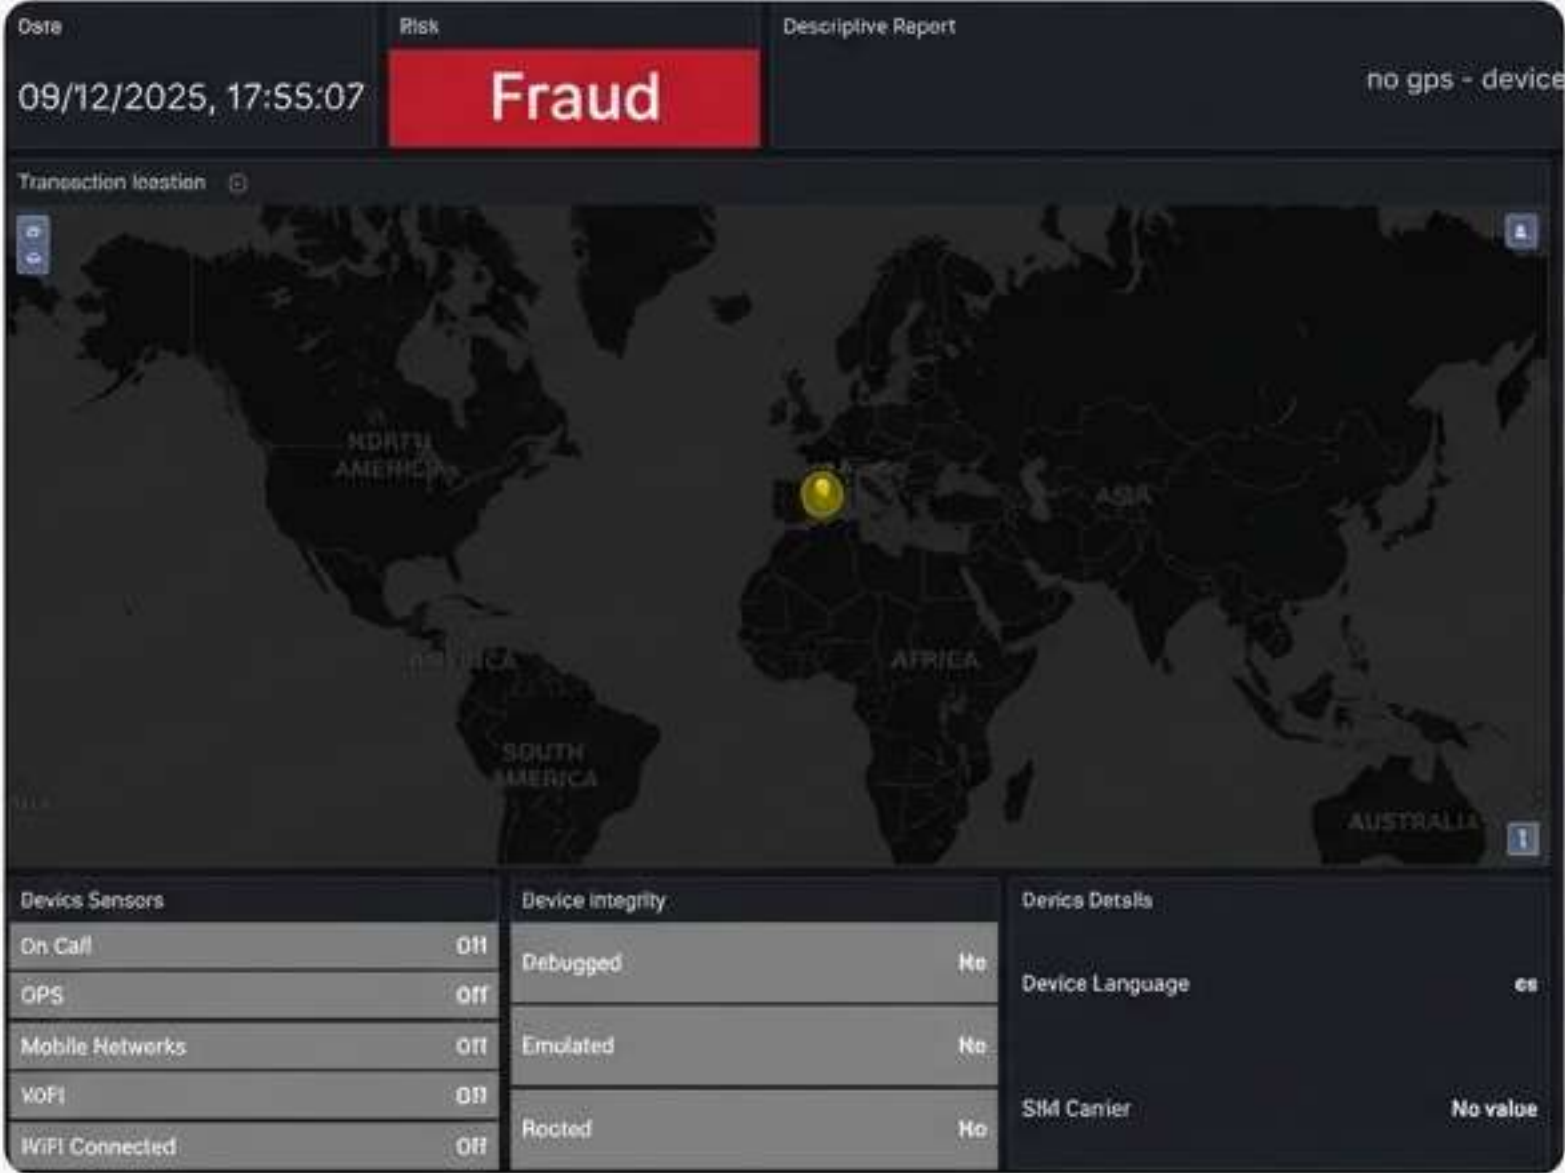 Date
Risk
Descriptive Report
09/12/2025, 17:55:07
Fraud
no gps - device
Transaction location
NORTH
AMERICA
ASIA
AFRICA
SOUTH
AMERICA
AUSTRALIA
Device Sensors
On Call Off
GPS Off
Mobile Networks Off
WiFi Connected Off
Device Integrity
Debugged No
Emulated No
Rooted No
Device Details
Device Language es
SIM Carrier No value